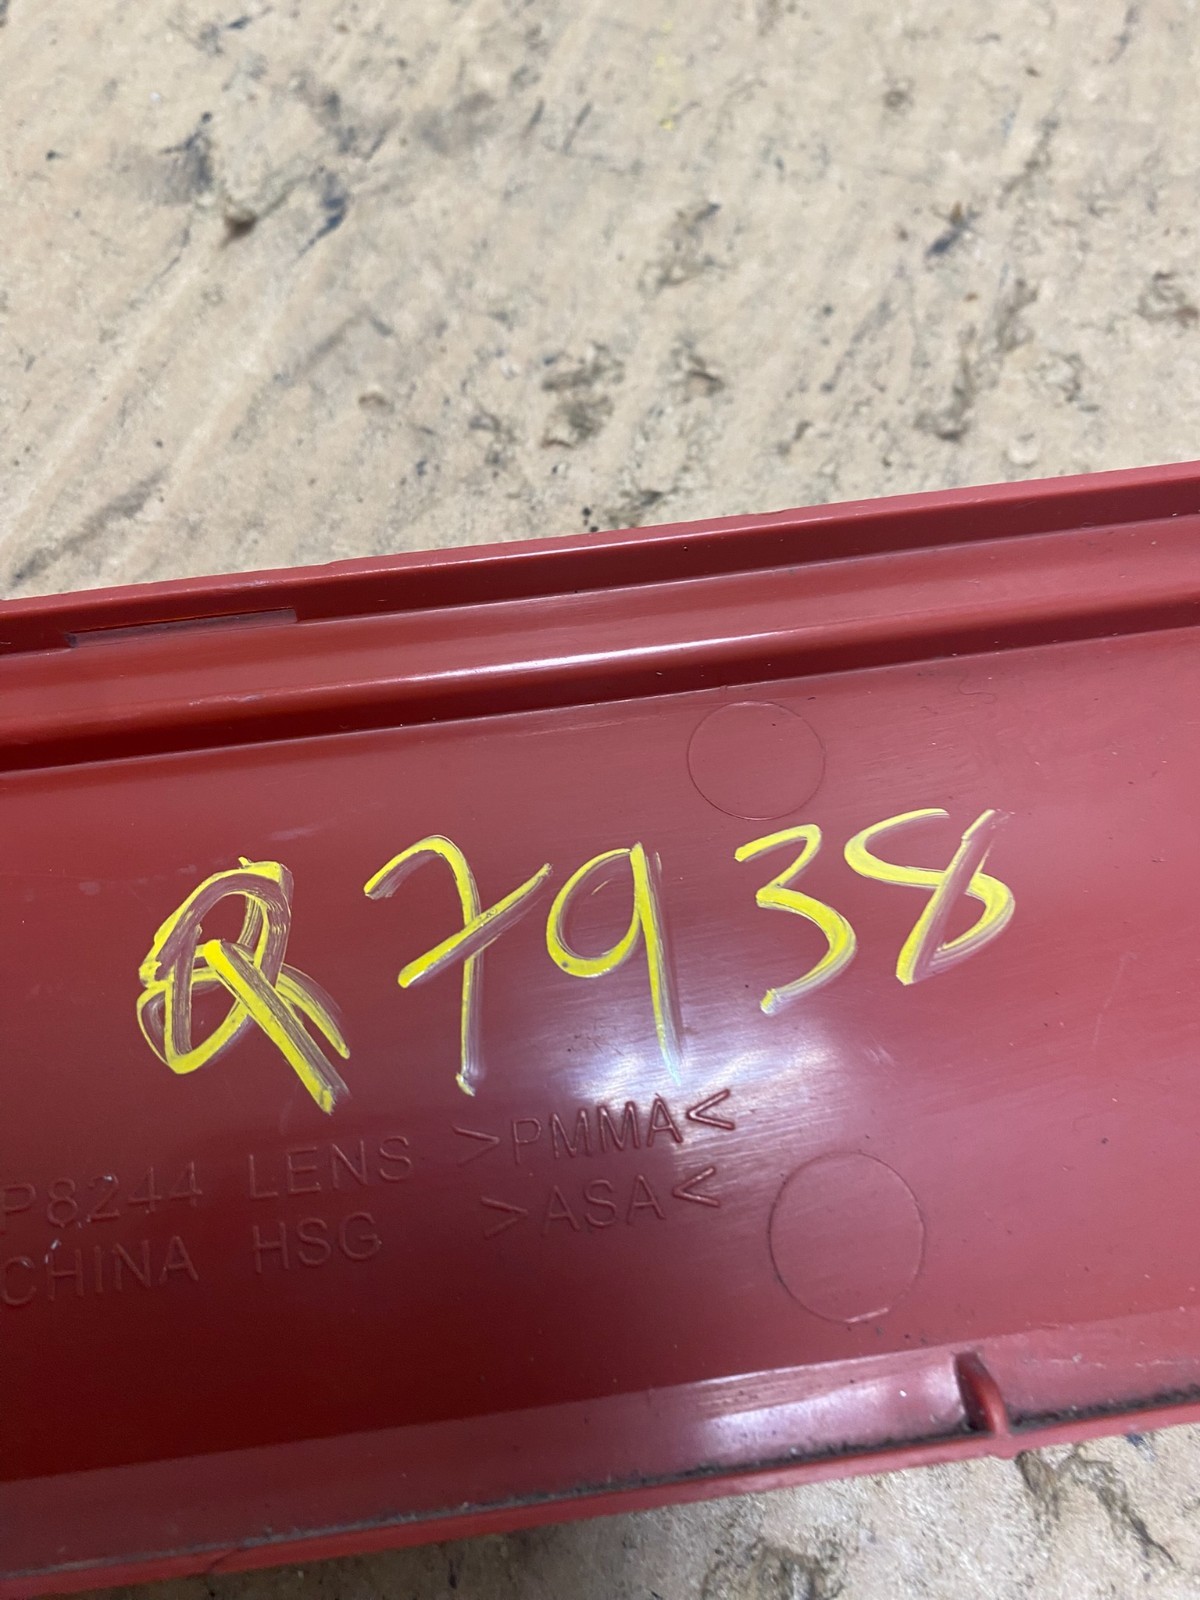 Q7938
P8244 LENS >PMMA<
CHINA HSG >ASA<